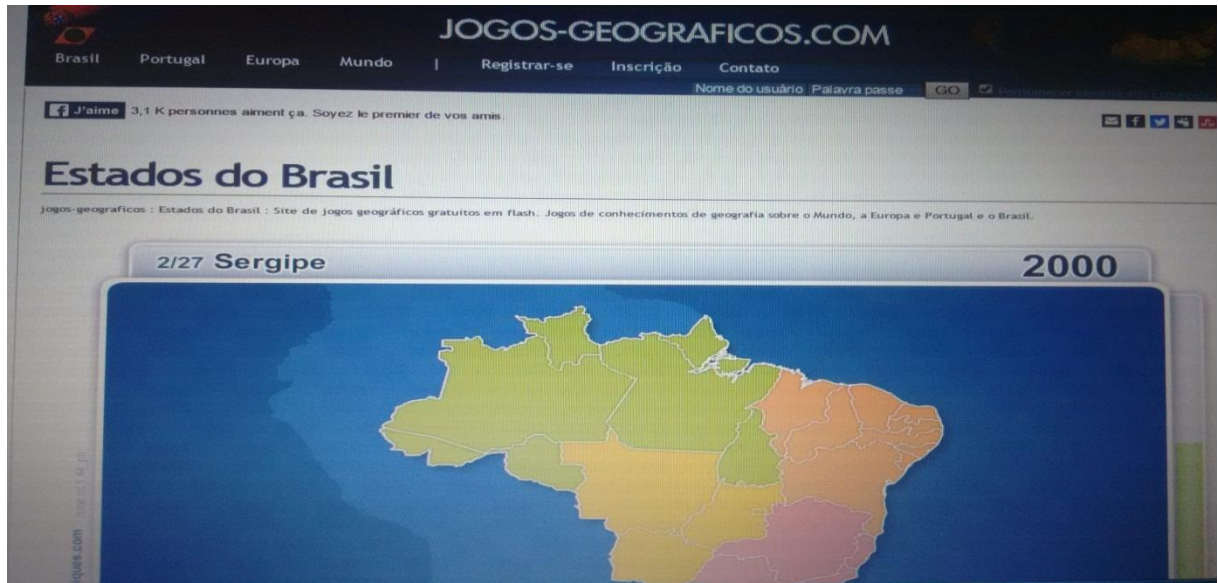 JOGOS-GEOGRAFICOS.COM
Brasil Portugal Europa Mundo | Registrar-se Inscrição Contato
Nome do usuário Palavra passe GO
J'aime 3,1 K personnes aiment ça. Soyez le premier de vos amis.
Estados do Brasil
jogos-geograficos : Estados do Brasil : Site de jogos geográficos gratuitos em flash. Jogos de conhecimentos de geografia sobre o Mundo, a Europa e Portugal e o Brasil.
2/27 Sergipe 2000